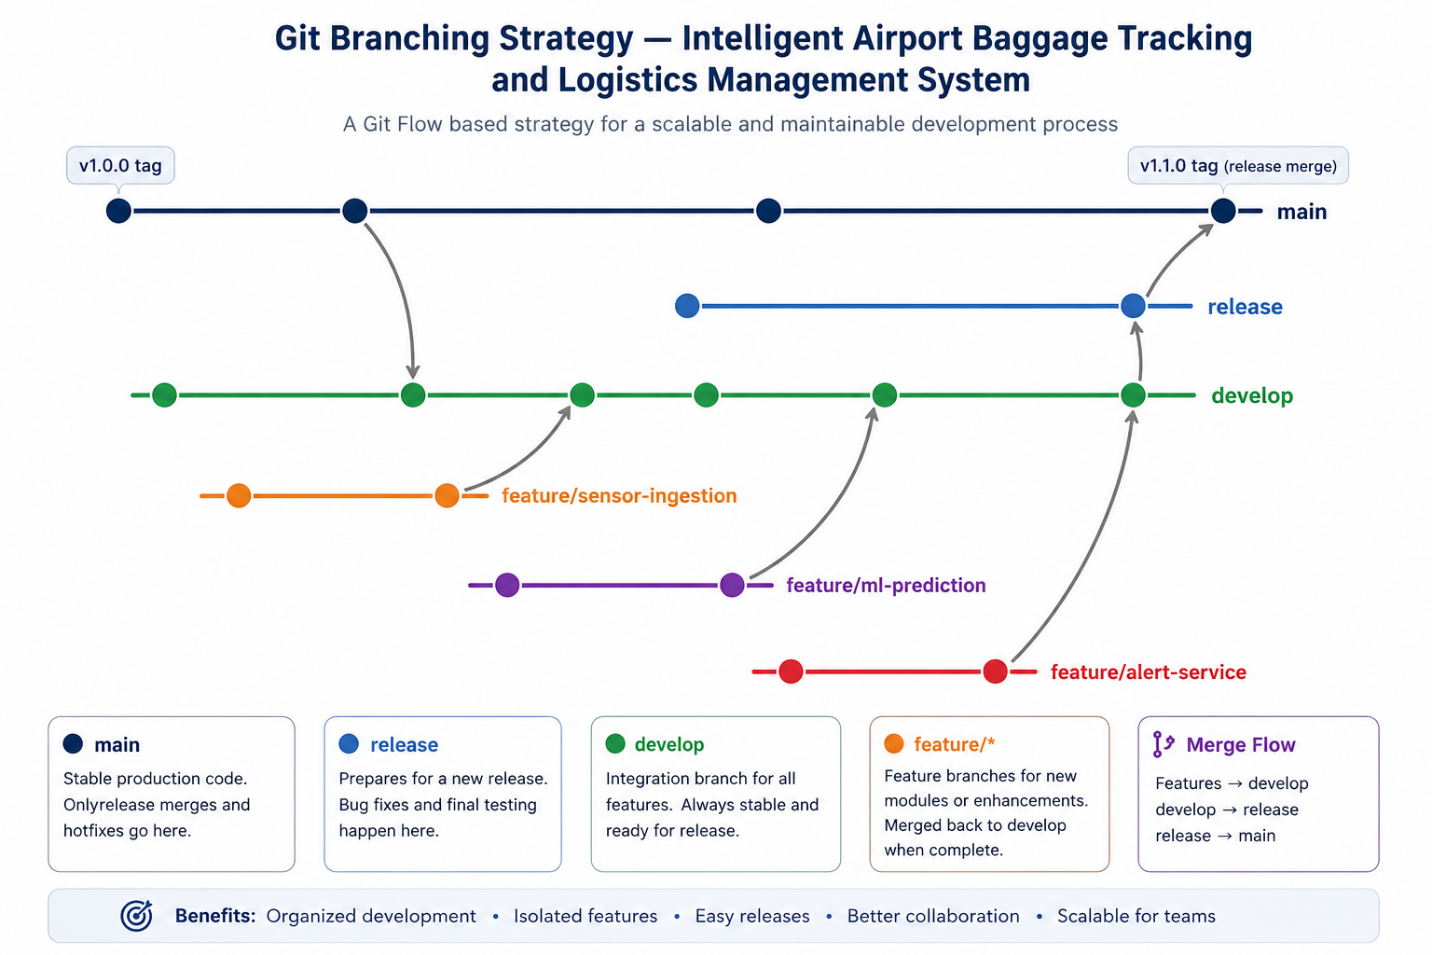 Git Branching Strategy — Intelligent Airport Baggage Tracking
and Logistics Management System
A Git Flow based strategy for a scalable and maintainable development process
v1.0.0 tag
v1.1.0 tag (release merge)
main
release
develop
feature/sensor-ingestion
feature/ml-prediction
feature/alert-service
main
Stable production code.
Onlyrelease merges and
hotfixes go here.
release
Prepares for a new release.
Bug fixes and final testing
happen here.
develop
Integration branch for all
features. Always stable and
ready for release.
feature/*
Feature branches for new
modules or enhancements.
Merged back to develop
when complete.
Merge Flow
Features → develop
develop → release
release → main
Benefits: Organized development • Isolated features • Easy releases • Better collaboration • Scalable for teams